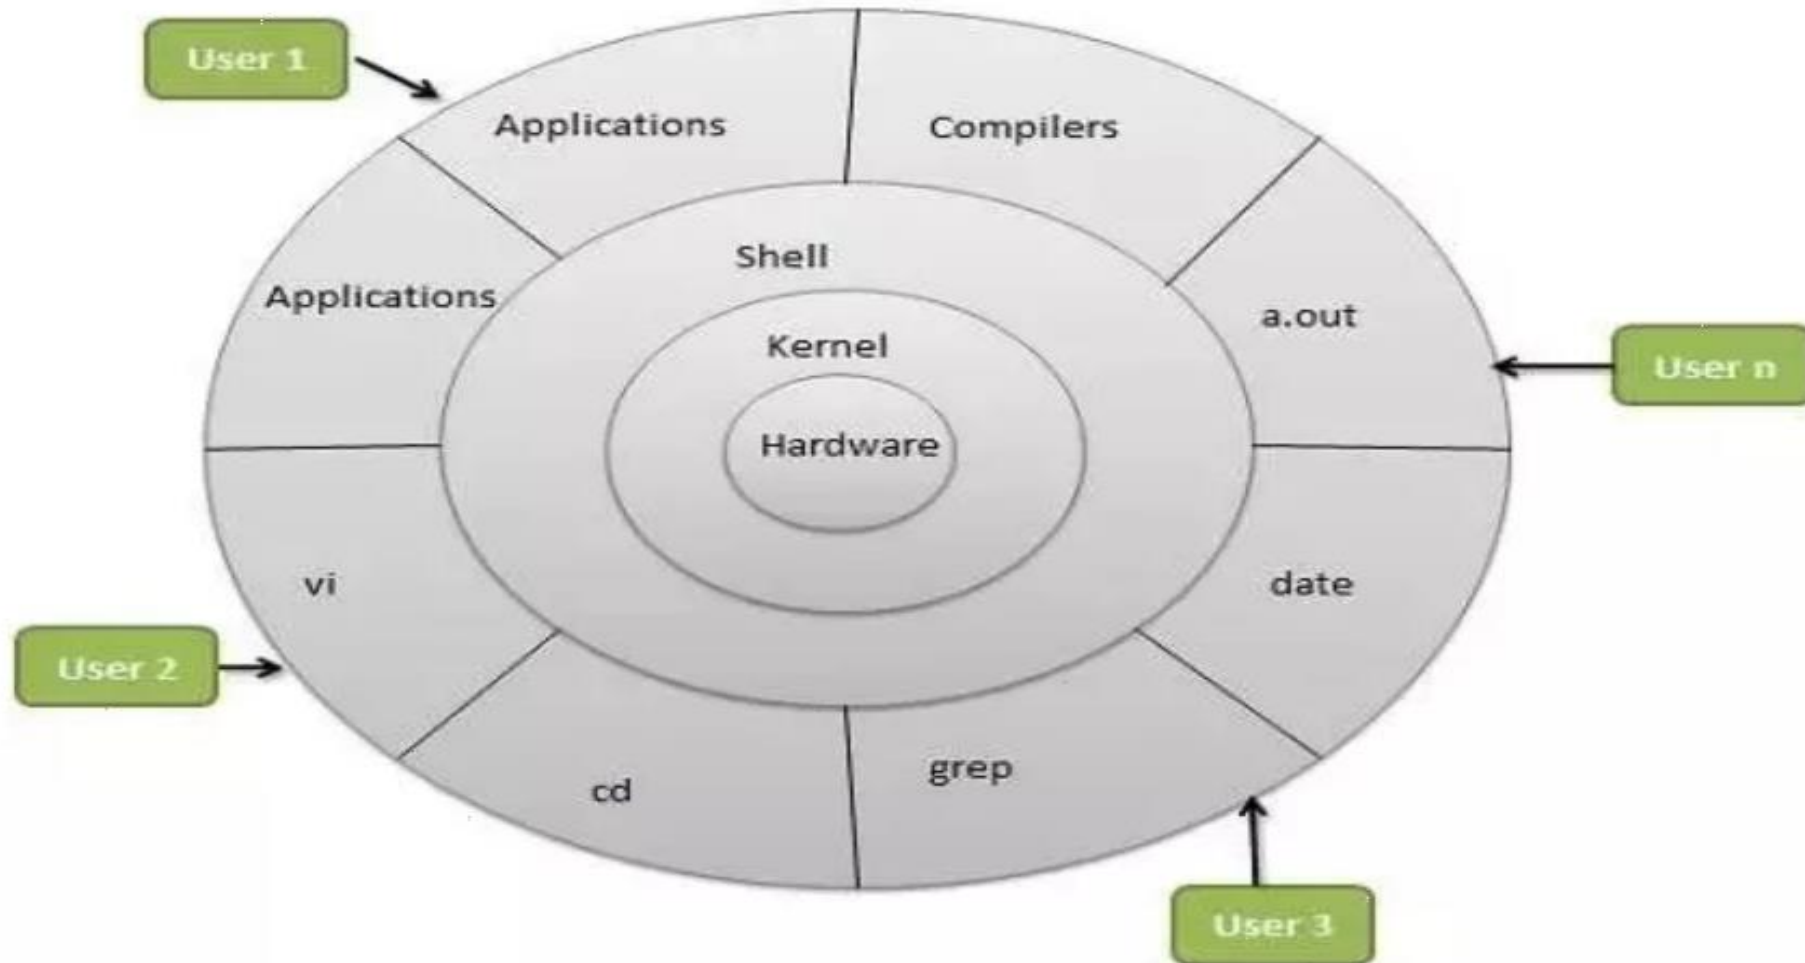 User 1
Applications
Compilers
Shell
Applications
a.out
Kernel
User n
Hardware
vi
date
User 2
cd
grep
User 3